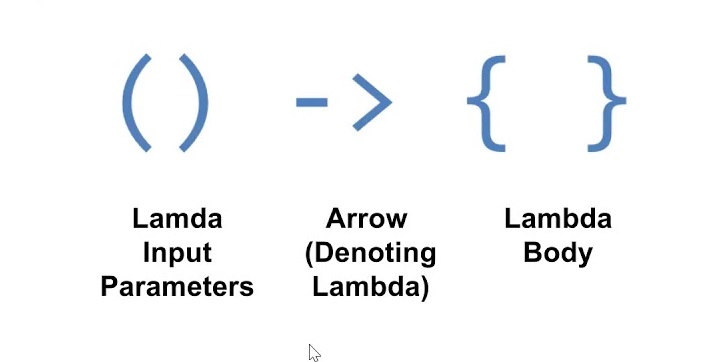 ( ) -> { }
Lamda Arrow Lambda
Input (Denoting Body
Parameters Lambda)